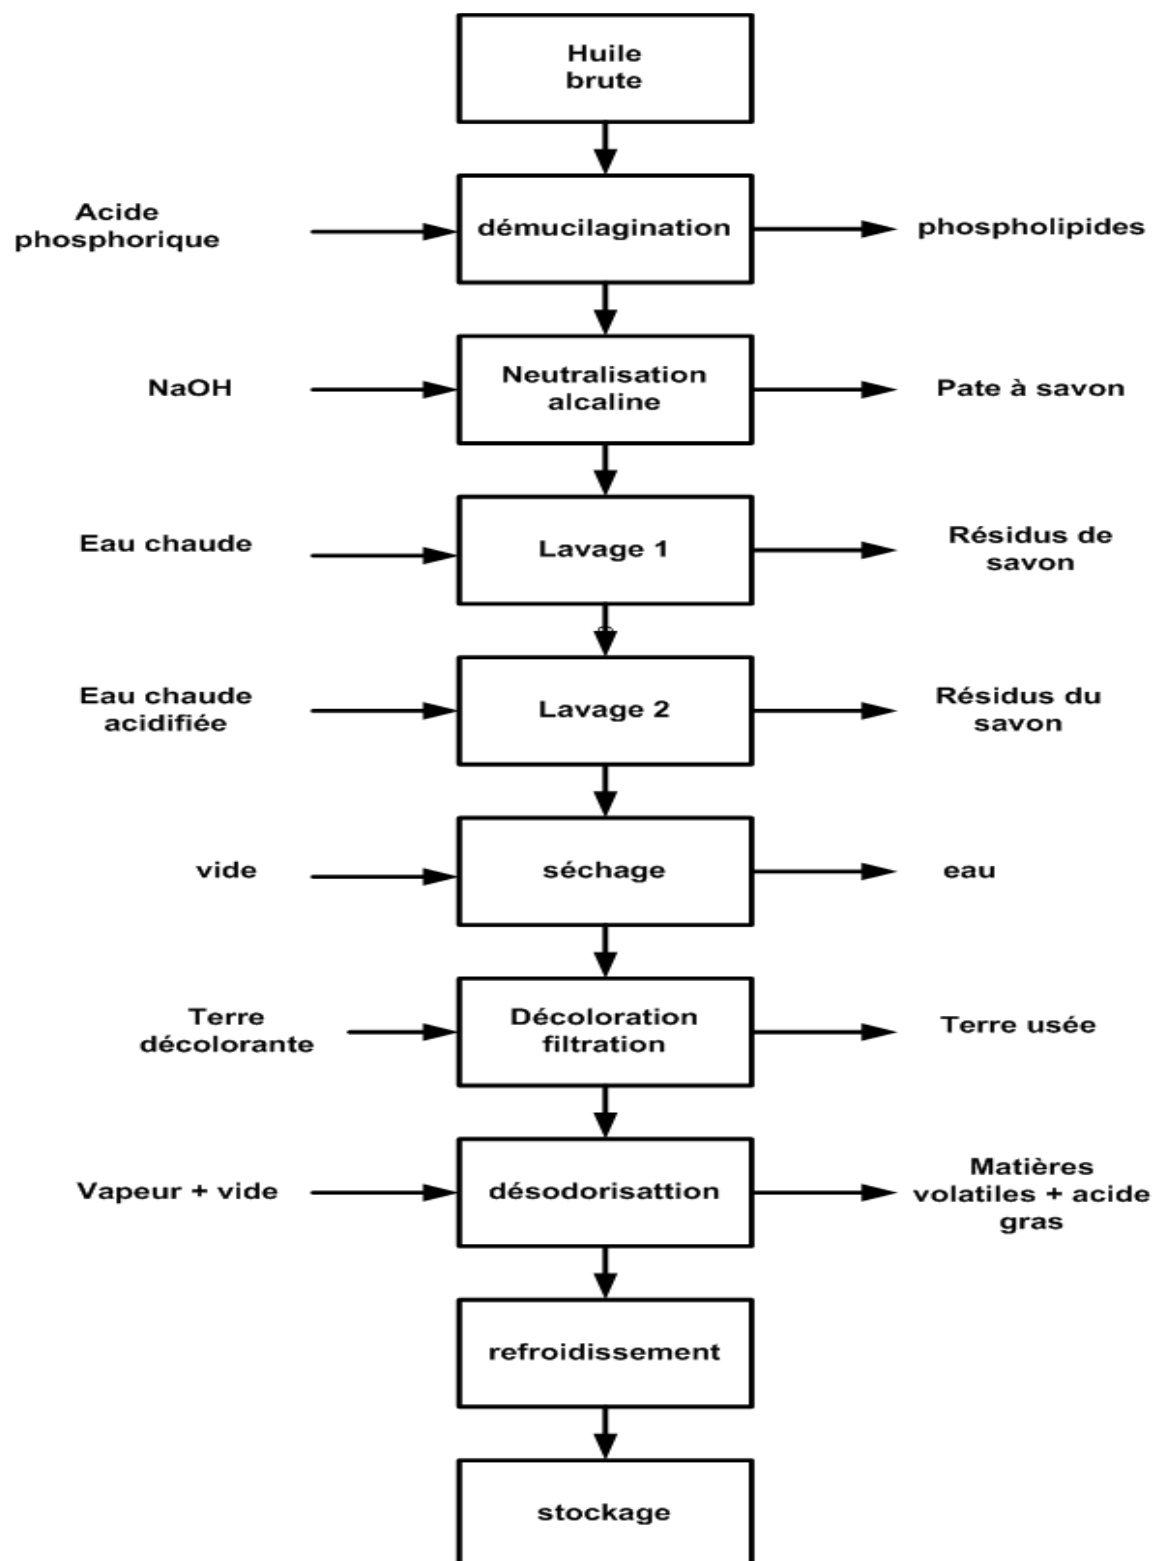 Huile
brute
Acide
phosphorique
démucilagination
phospholipides
NaOH
Neutralisation
alcaline
Pate à savon
Eau chaude
Lavage 1
Résidus de
savon
Eau chaude
acidifiée
Lavage 2
Résidus du
savon
vide
séchage
eau
Terre
décolorante
Décoloration
filtration
Terre usée
Vapeur + vide
désodorisattion
Matières
volatiles + acide
gras
refroidissement
stockage